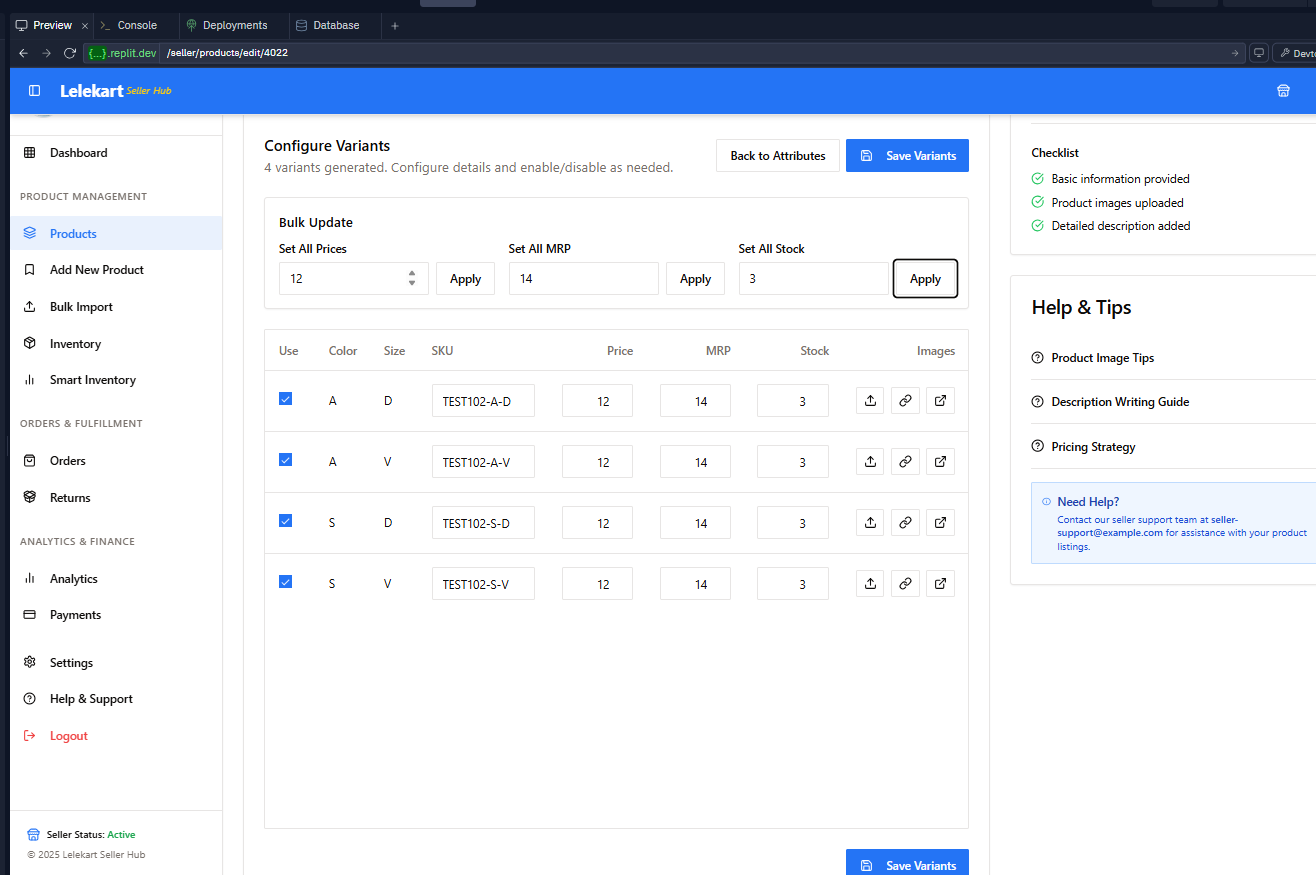 Preview
Console
Deployments
Database
{...}.replit.dev /seller/products/edit/4022
Devto
Lelekart Seller Hub
Dashboard
PRODUCT MANAGEMENT
Products
Add New Product
Bulk Import
Inventory
Smart Inventory
ORDERS & FULFILLMENT
Orders
Returns
ANALYTICS & FINANCE
Analytics
Payments
Settings
Help & Support
Logout
Seller Status: Active
© 2025 Lelekart Seller Hub
Configure Variants
4 variants generated. Configure details and enable/disable as needed.
Back to Attributes
Save Variants
Bulk Update
Set All Prices Set All MRP Set All Stock
12 Apply 14 Apply 3 Apply
Use Color Size SKU Price MRP Stock Images
A D TEST102-A-D 12 14 3
A V TEST102-A-V 12 14 3
S D TEST102-S-D 12 14 3
S V TEST102-S-V 12 14 3
Save Variants
Checklist
Basic information provided
Product images uploaded
Detailed description added
Help & Tips
Product Image Tips
Description Writing Guide
Pricing Strategy
Need Help?
Contact our seller support team at seller-
support@example.com for assistance with your product
listings.